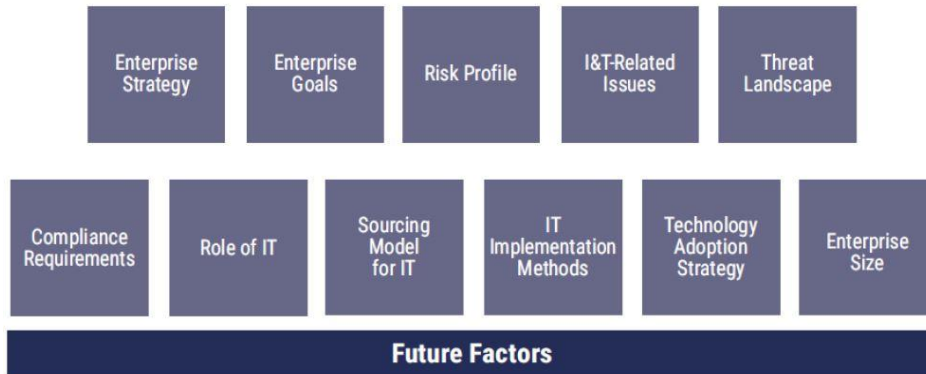 Enterprise
Strategy
Enterprise
Goals
Risk Profile
I&T-Related
Issues
Threat
Landscape
Compliance
Requirements
Role of IT
Sourcing
Model
for IT
IT
Implementation
Methods
Technology
Adoption
Strategy
Enterprise
Size
Future Factors